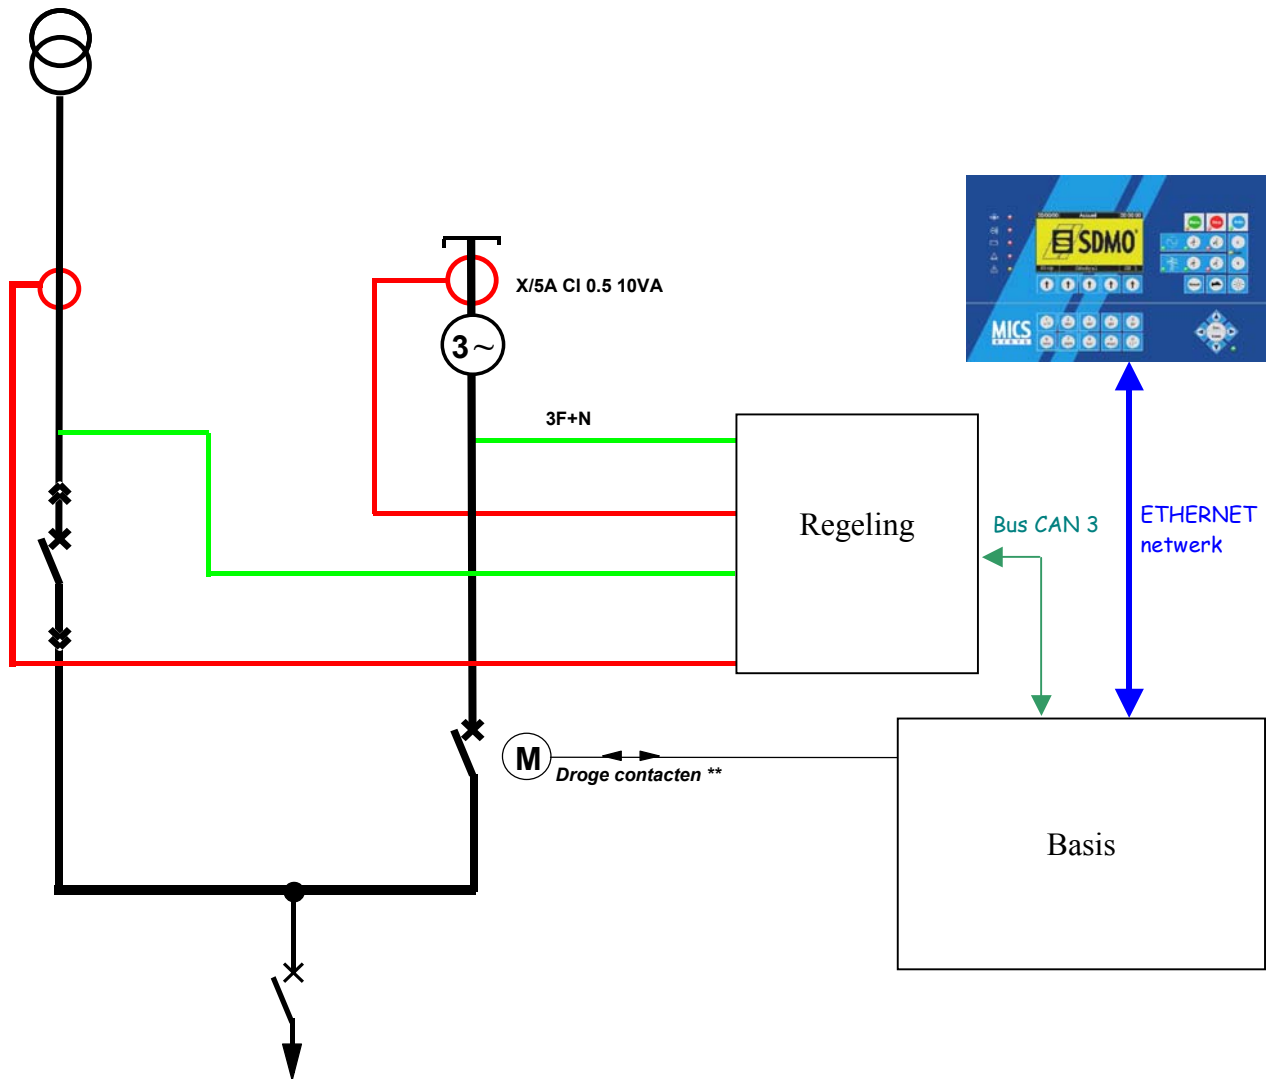 SDMO
X/5A Cl 0.5 10VA
MICS
3~
3F+N
Regeling
Bus CAN 3
ETHERNET
netwerk
M
Droge contacten **
Basis